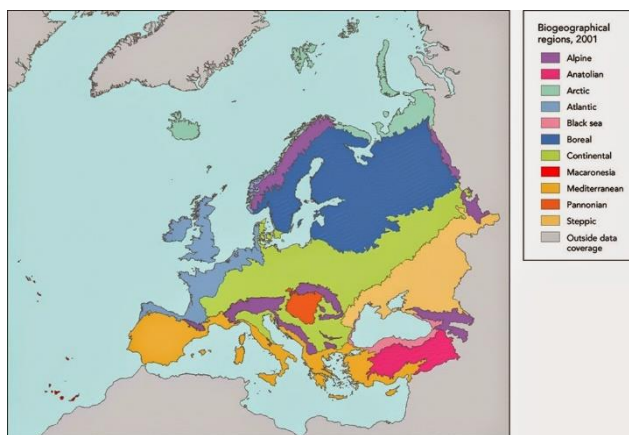 Biogeographical
regions, 2001
Alpine
Anatolian
Arctic
Atlantic
Black sea
Boreal
Continental
Macaronesia
Mediterranean
Pannonian
Steppic
Outside data
coverage